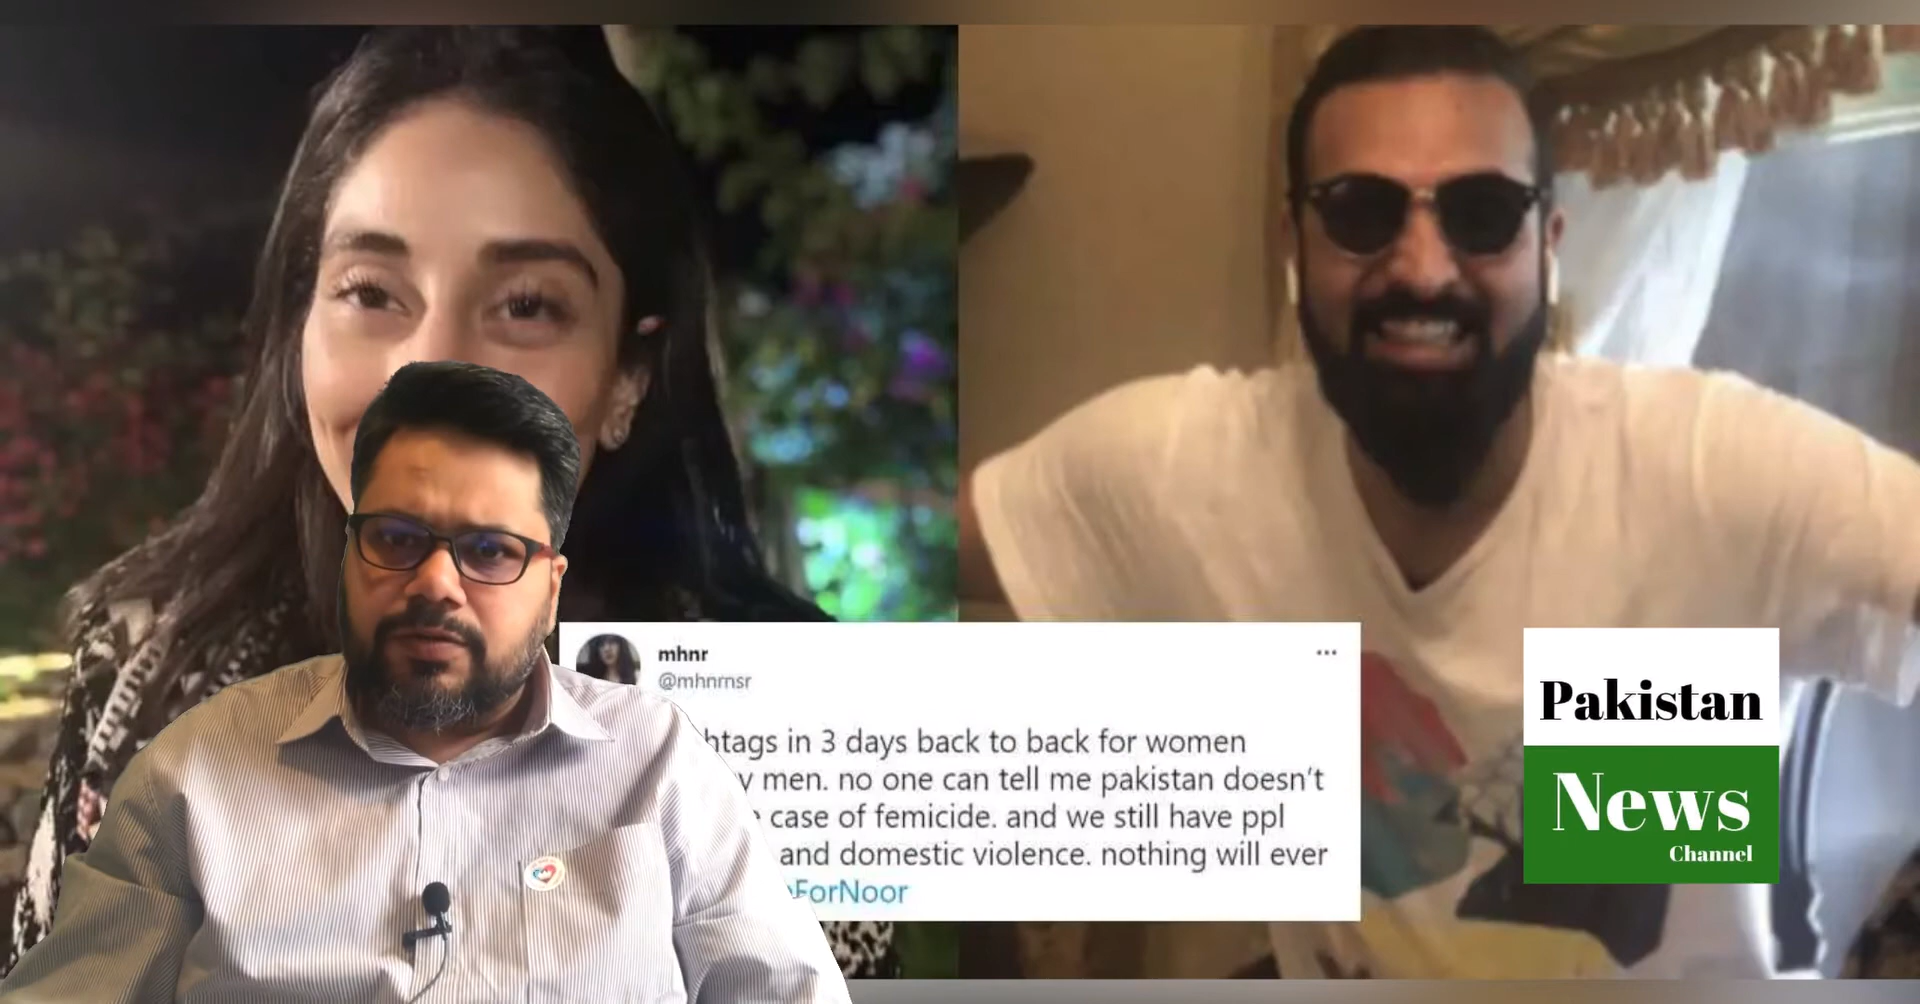 mhnr
@mhnrnsr
htags in 3 days back to back for women
y men. no one can tell me pakistan doesn't
case of femicide. and we still have ppl
and domestic violence. nothing will ever
ForNoor
Pakistan
News
Channel